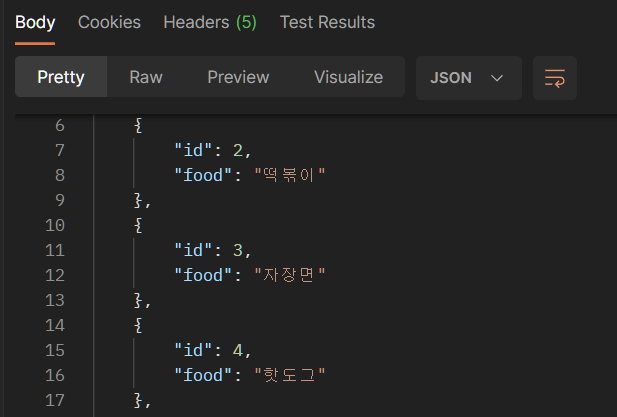 Body Cookies Headers (5) Test Results
Pretty Raw Preview Visualize JSON
6 {
7 "id": 2,
8 "food": "떡볶이"
9 },
10 {
11 "id": 3,
12 "food": "자장면"
13 },
14 {
15 "id": 4,
16 "food": "핫도그"
17 },